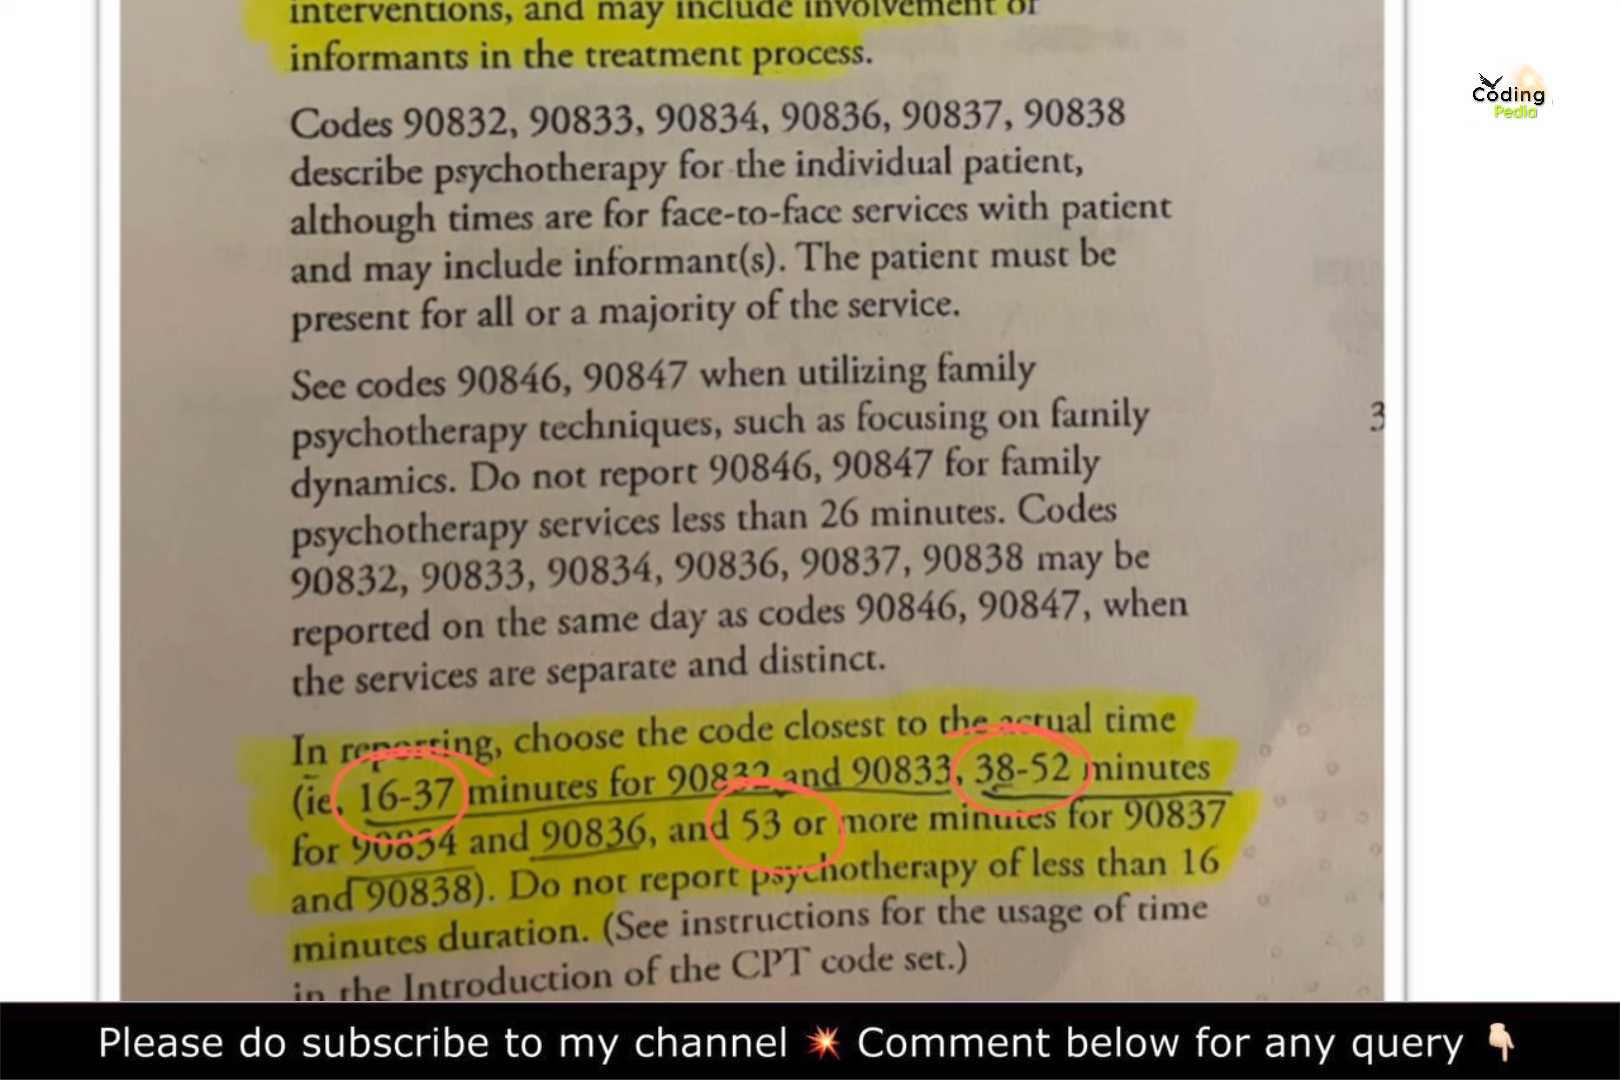 interventions, and may include involvement of
informants in the treatment process.
Codes 90832, 90833, 90834, 90836, 90837, 90838
describe psychotherapy for the individual patient,
although times are for face-to-face services with patient
and may include informant(s). The patient must be
present for all or a majority of the service.
See codes 90846, 90847 when utilizing family
psychotherapy techniques, such as focusing on family
dynamics. Do not report 90846, 90847 for family
psychotherapy services less than 26 minutes. Codes
90832, 90833, 90834, 90836, 90837, 90838 may be
reported on the same day as codes 90846, 90847, when
the services are separate and distinct.
In reporting, choose the code closest to the actual time
(ie, 16-37 minutes for 90832 and 90833, 38-52 minutes
for 90834 and 90836, and 53 or more minutes for 90837
and 90838). Do not report psychotherapy of less than 16
minutes duration. (See instructions for the usage of time
in the Introduction of the CPT code set.)
3
Coding
Pedia
Please do subscribe to my channel 💥 Comment below for any query 👇🏻